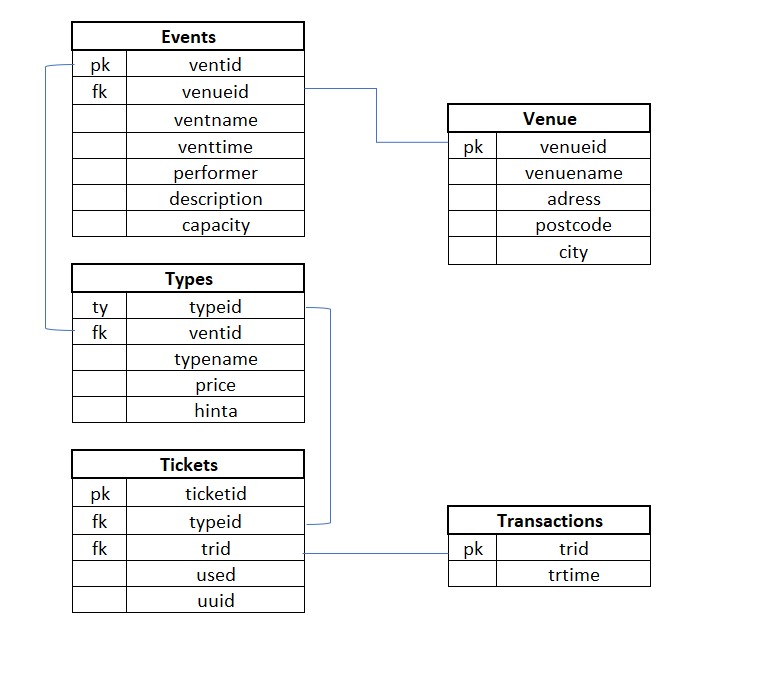 Events
pk ventid
fk venueid
ventname
venttime
performer
description
capacity
Venue
pk venueid
venuename
adress
postcode
city
Types
ty typeid
fk ventid
typename
price
hinta
Tickets
pk ticketid
fk typeid
fk trid
used
uuid
Transactions
pk trid
trtime